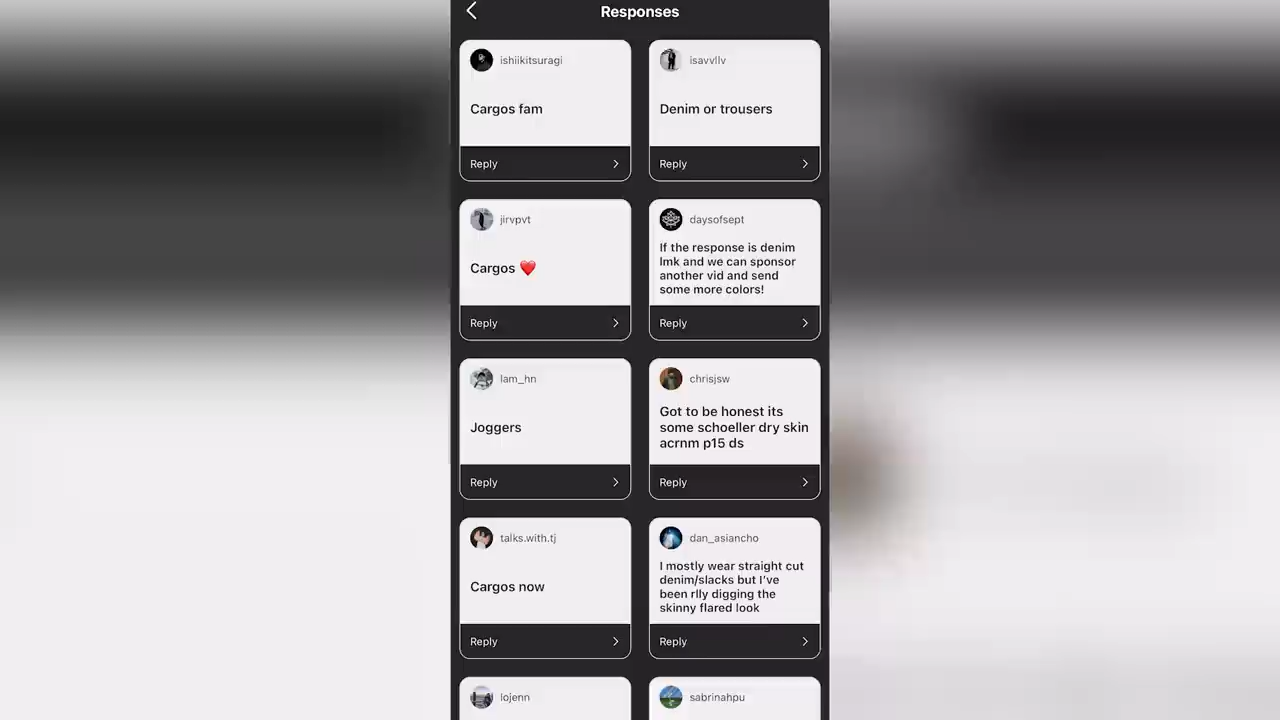 Responses
ishiikitsuragi
Cargos fam
Reply
isavvllv
Denim or trousers
Reply
jirvpvt
Cargos ❤️
Reply
daysofsept
If the response is denim
lmk and we can sponsor
another vid and send
some more colors!
Reply
lam_hn
Joggers
Reply
chrisjsw
Got to be honest its
some schoeller dry skin
acrnm p15 ds
Reply
talks.with.tj
Cargos now
Reply
dan_asiancho
I mostly wear straight cut
denim/slacks but I’ve
been rlly digging the
skinny flared look
Reply
lojenn
sabrinahpu